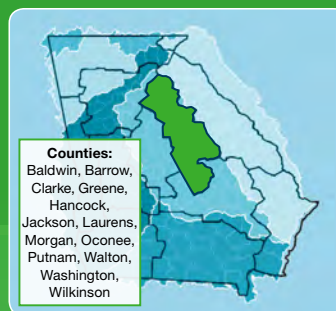 Counties:
Baldwin, Barrow,
Clarke, Greene,
Hancock,
Jackson, Laurens,
Morgan, Oconee,
Putnam, Walton,
Washington,
Wilkinson